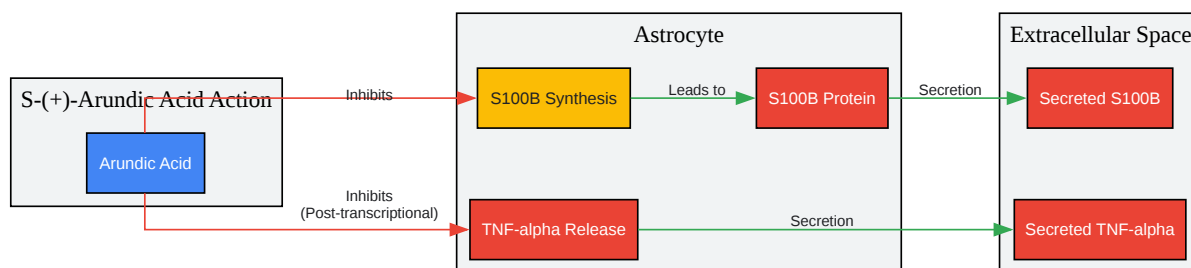 Astrocyte
Extracellular Space
S-(+)-Arundic Acid Action
Inhibits
S100B Synthesis
Leads to
S100B Protein
Secretion
Secreted S100B
Arundic Acid
Inhibits
(Post-transcriptional)
TNF-alpha Release
Secretion
Secreted TNF-alpha